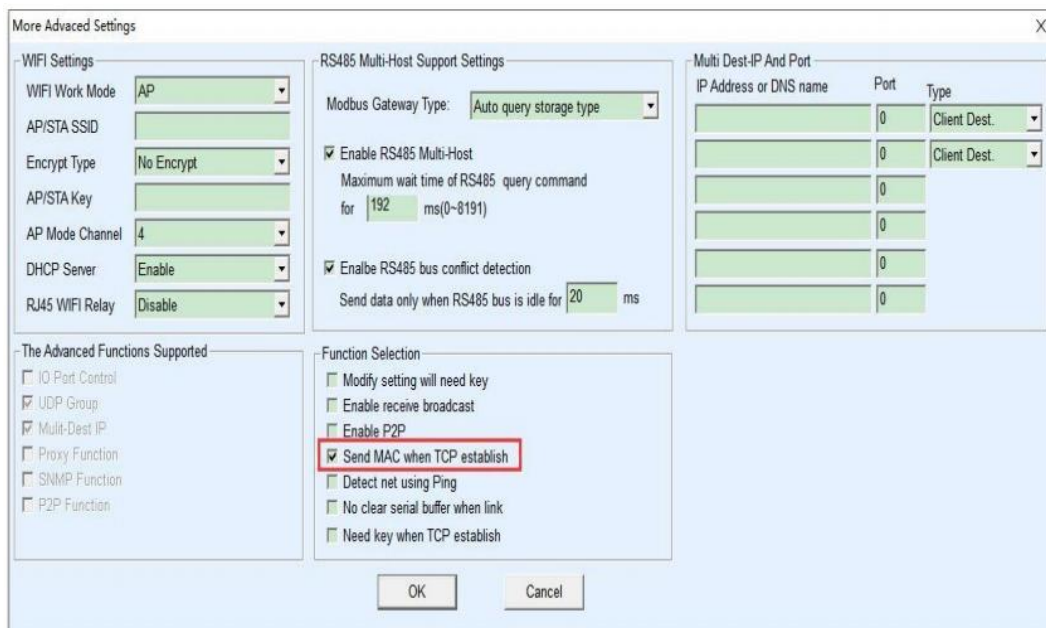 More Advaced Settings
X
WIFI Settings
WIFI Work Mode AP
AP/STA SSID
Encrypt Type No Encrypt
AP/STA Key
AP Mode Channel 4
DHCP Server Enable
RJ45 WIFI Relay Disable
RS485 Multi-Host Support Settings
Modbus Gateway Type: Auto query storage type
Enable RS485 Multi-Host
Maximum wait time of RS485 query command
for 192 ms(0~8191)
Enalbe RS485 bus conflict detection
Send data only when RS485 bus is idle for 20 ms
Multi Dest-IP And Port
IP Address or DNS name Port Type
0 Client Dest.
0 Client Dest.
0
0
0
0
The Advanced Functions Supported
IO Port Control
UDP Group
Mulit-Dest IP
Proxy Function
SNMP Function
P2P Function
Function Selection
Modify setting will need key
Enable receive broadcast
Enable P2P
Send MAC when TCP establish
Detect net using Ping
No clear serial buffer when link
Need key when TCP establish
OK Cancel